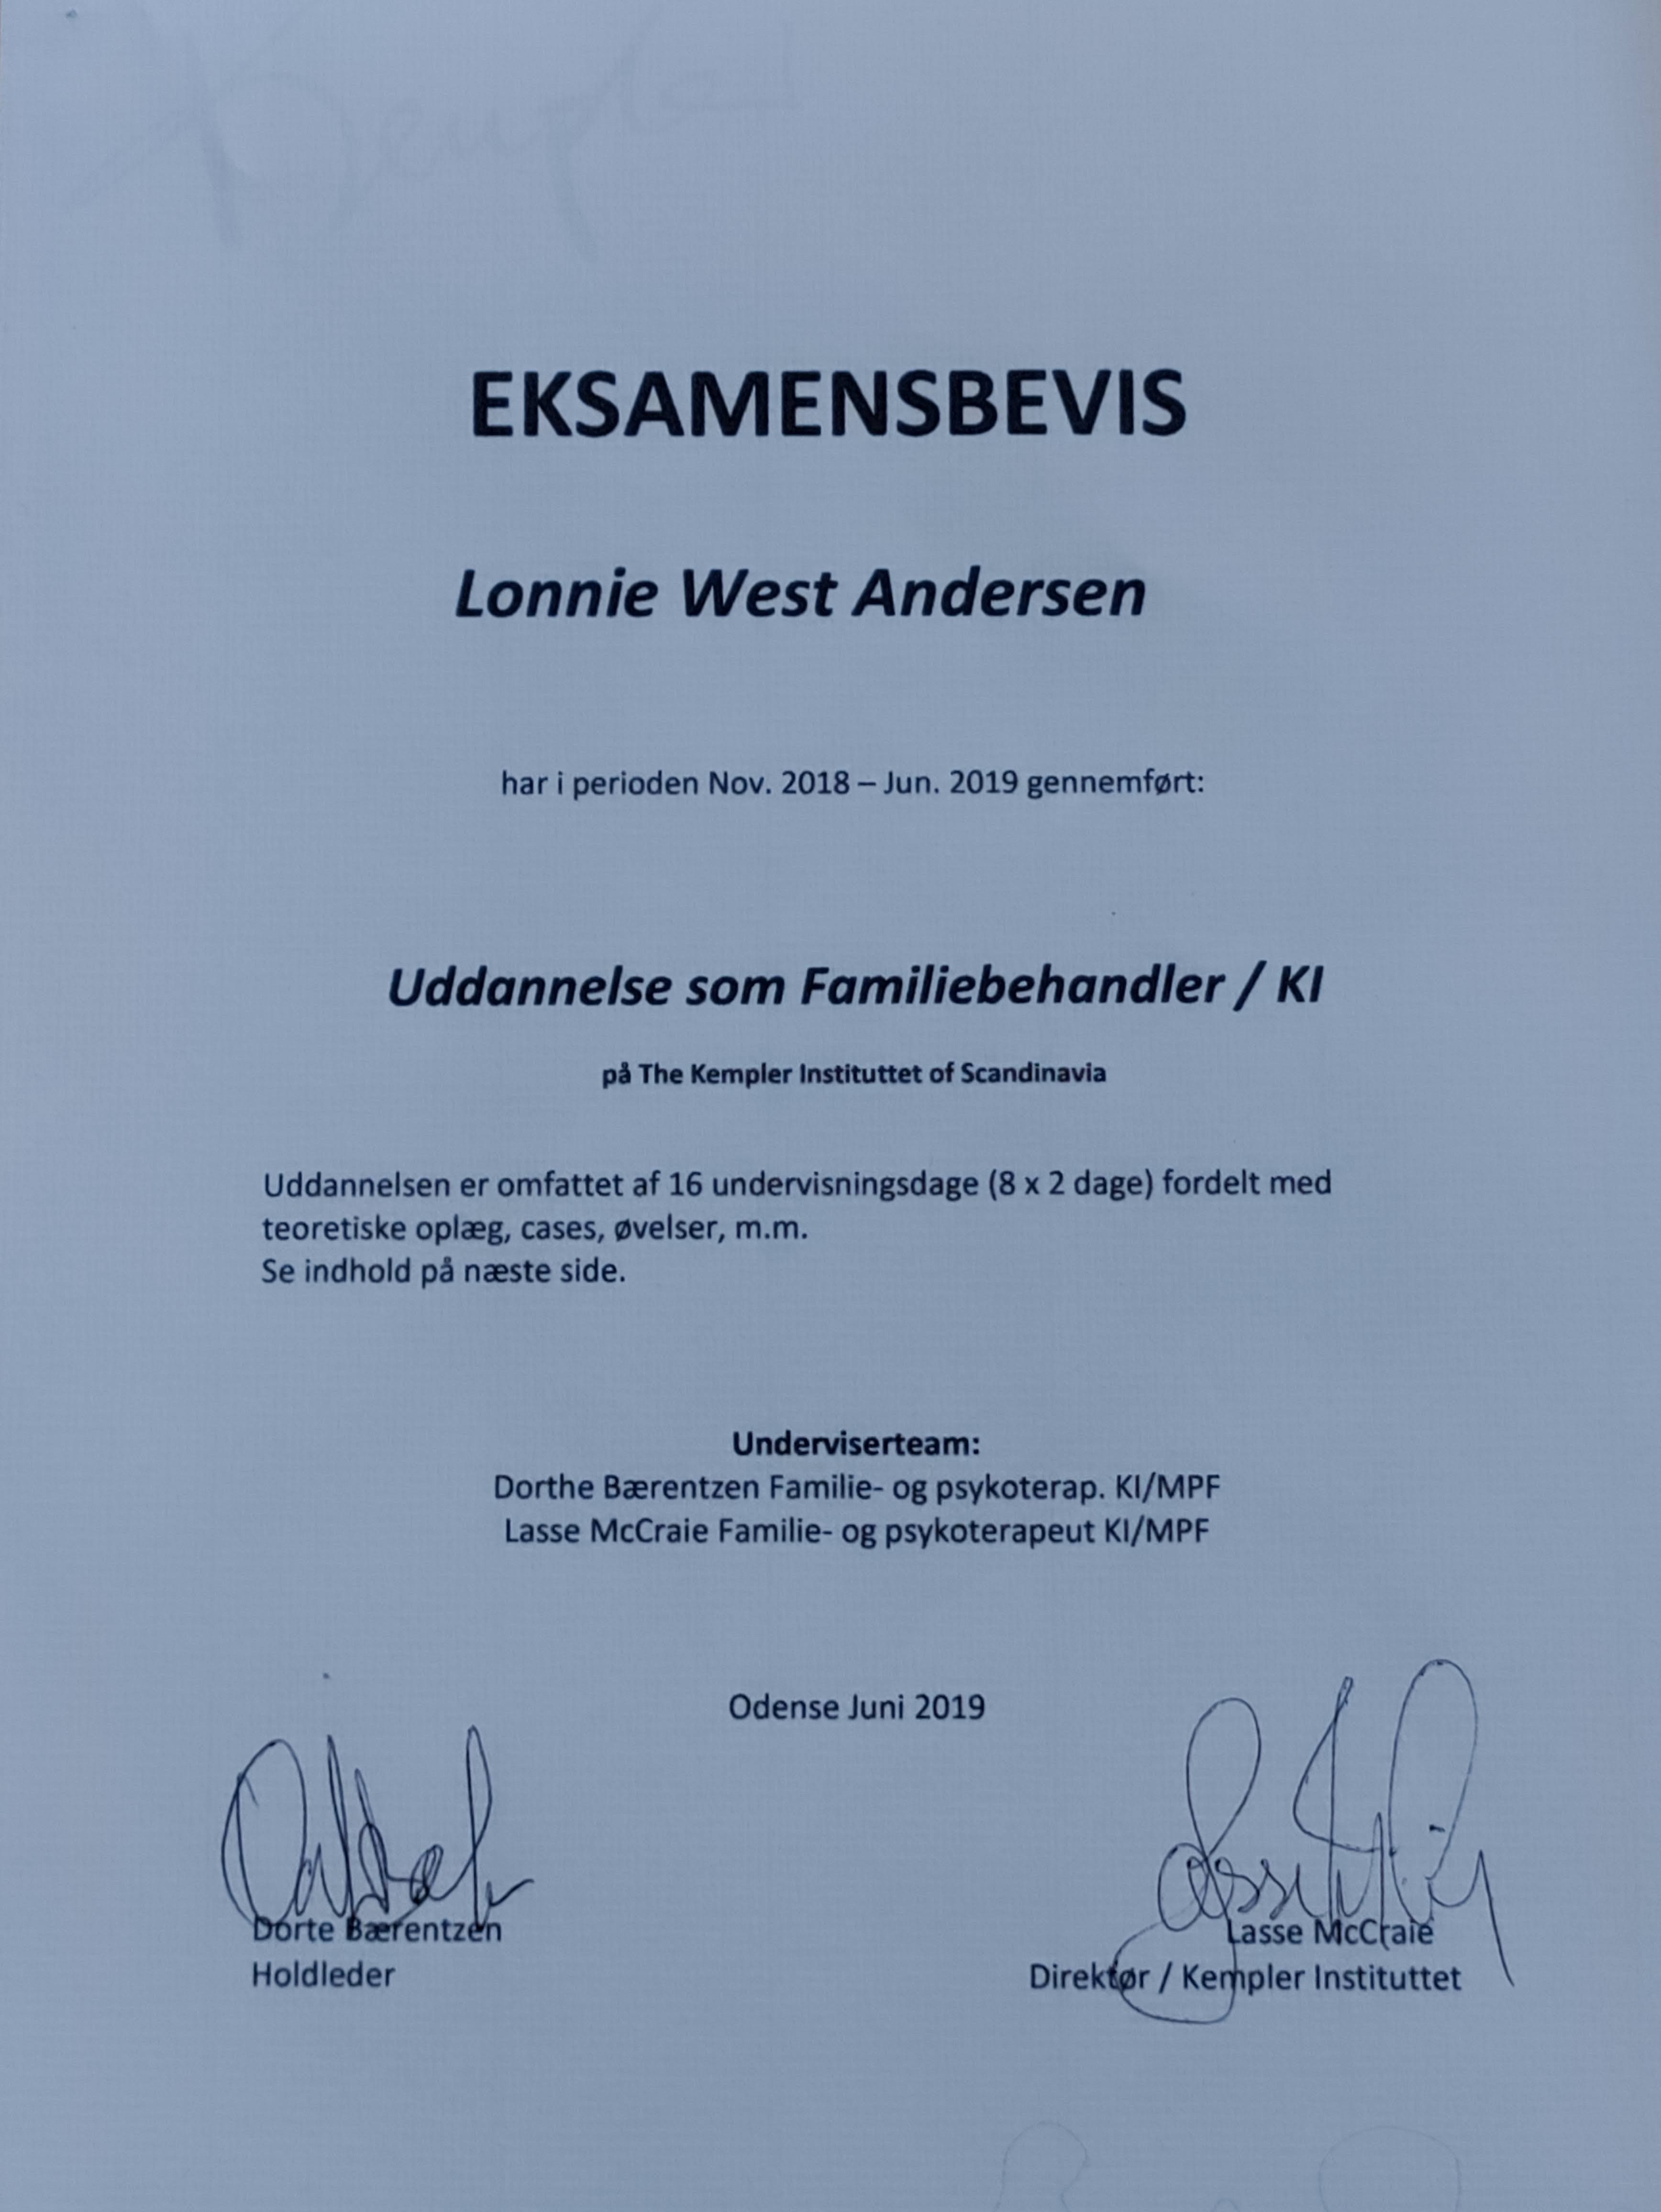 Kempler
EKSAMENSBEVIS
Lonnie West Andersen
har i perioden Nov. 2018 – Jun. 2019 gennemført:
Uddannelse som Familiebehandler / KI
på The Kempler Instituttet of Scandinavia
Uddannelsen er omfattet af 16 undervisningsdage (8 x 2 dage) fordelt med
teoretiske oplæg, cases, øvelser, m.m.
Se indhold på næste side.
Underviserteam:
Dorthe Bærentzen Familie- og psykoterap. KI/MPF
Lasse McCraie Familie- og psykoterapeut KI/MPF
Odense Juni 2019
Dorte Bærentzen
Holdleder
Lasse McCraie
Direktør / Kempler Instituttet